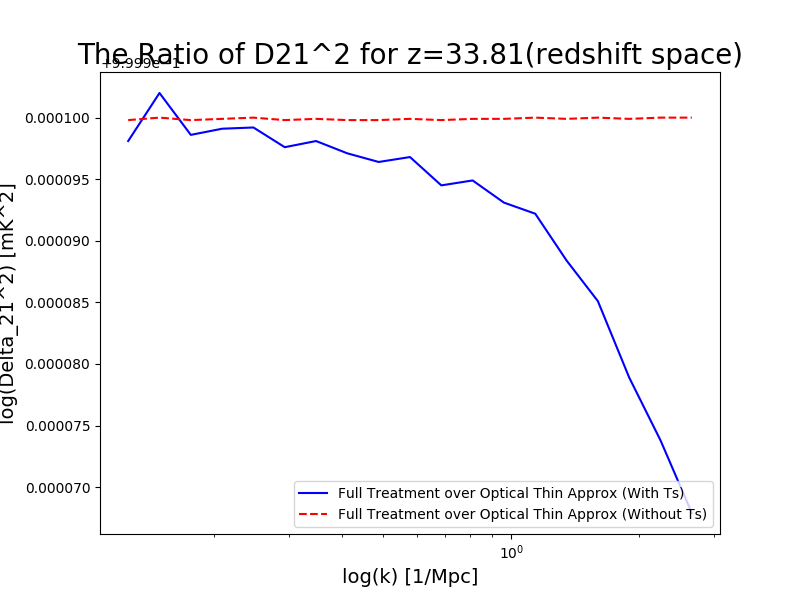 The Ratio of D21^2 for z=33.81(redshift space)
+9.999e−1
0.000100
0.000095
0.000090
0.000085
0.000080
0.000075
0.000070
log(Delta_21^2) [mK^2]
Full Treatment over Optical Thin Approx (With Ts)
Full Treatment over Optical Thin Approx (Without Ts)
10^0
log(k) [1/Mpc]